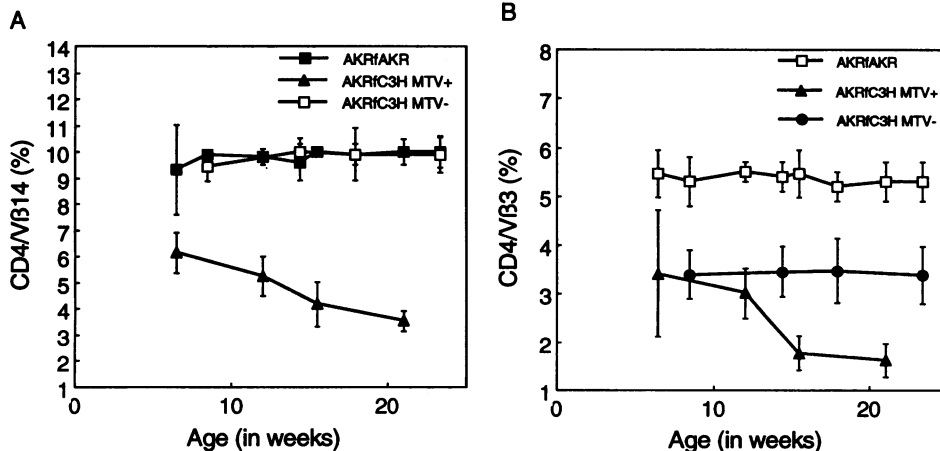 A
14
13
12
11
10
9
8
7
6
5
4
3
2
1
0
10
20
CD4/Vß14 (%)
Age (in weeks)
AKRfAKR
AKRfC3H MTV+
AKRfC3H MTV-
B
8
7
6
5
4
3
2
1
0
10
20
CD4/Vß3 (%)
Age (in weeks)
AKRfAKR
AKRfC3H MTV+
AKRfC3H MTV-